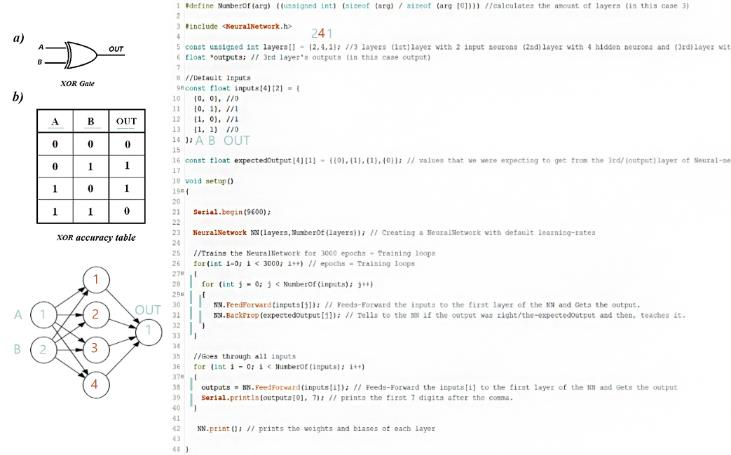 a)
A
B
OUT
XOR Gate
b)
A B OUT
0 0 0
0 1 1
1 0 1
1 1 0
XOR accuracy table
A
B
OUT
1
2
1
2
3
4
1
1 #define NumberOf(arg) ((unsigned int) (sizeof (arg) / sizeof (arg [0]))) //calculates the amount of layers (in this case 3)
2
3 #include <NeuralNetwork.h>
4 241
5 const unsigned int layers[] = {2,4,1}; //3 layers (1st)layer with 2 input neurons (2nd)layer with 4 hidden neurons and (3rd)layer wit
6 float *outputs; // 3rd layer's outputs (in this case output)
7
8 //Default Inputs
9 const float inputs[4][2] = {
10 {0, 0}, //0
11 {0, 1}, //1
12 {1, 0}, //1
13 {1, 1} //0
14 }; A B OUT
15
16 const float expectedOutput[4][1] = {{0},{1},{1},{0}}; // values that we were expecting to get from the 3rd/(output)layer of Neural-ne
17
18 void setup()
19 {
20
21 Serial.begin(9600);
22
23 NeuralNetwork NN(layers,NumberOf(layers)); // Creating a NeuralNetwork with default learning-rates
24
25 //Trains the NeuralNetwork for 3000 epochs = Training loops
26 for(int i=0; i < 3000; i++) // epochs = Training loops
27 {
28 for (int j = 0; j < NumberOf(inputs); j++)
29 {
30 NN.FeedForward(inputs[j]); // Feeds-Forward the inputs to the first layer of the NN and Gets the output.
31 NN.BackProp(expectedOutput[j]); // Tells to the NN if the output was right/the-expectedOutput and then, teaches it.
32 }
33 }
34
35 //Goes through all inputs
36 for (int i = 0; i < NumberOf(inputs); i++)
37 {
38 outputs = NN.FeedForward(inputs[i]); // Feeds-Forward the inputs[i] to the first layer of the NN and Gets the output
39 Serial.println(outputs[0], 7); // prints the first 7 digits after the comma.
40 }
41
42 NN.print(); // prints the weights and biases of each layer
43
44 }